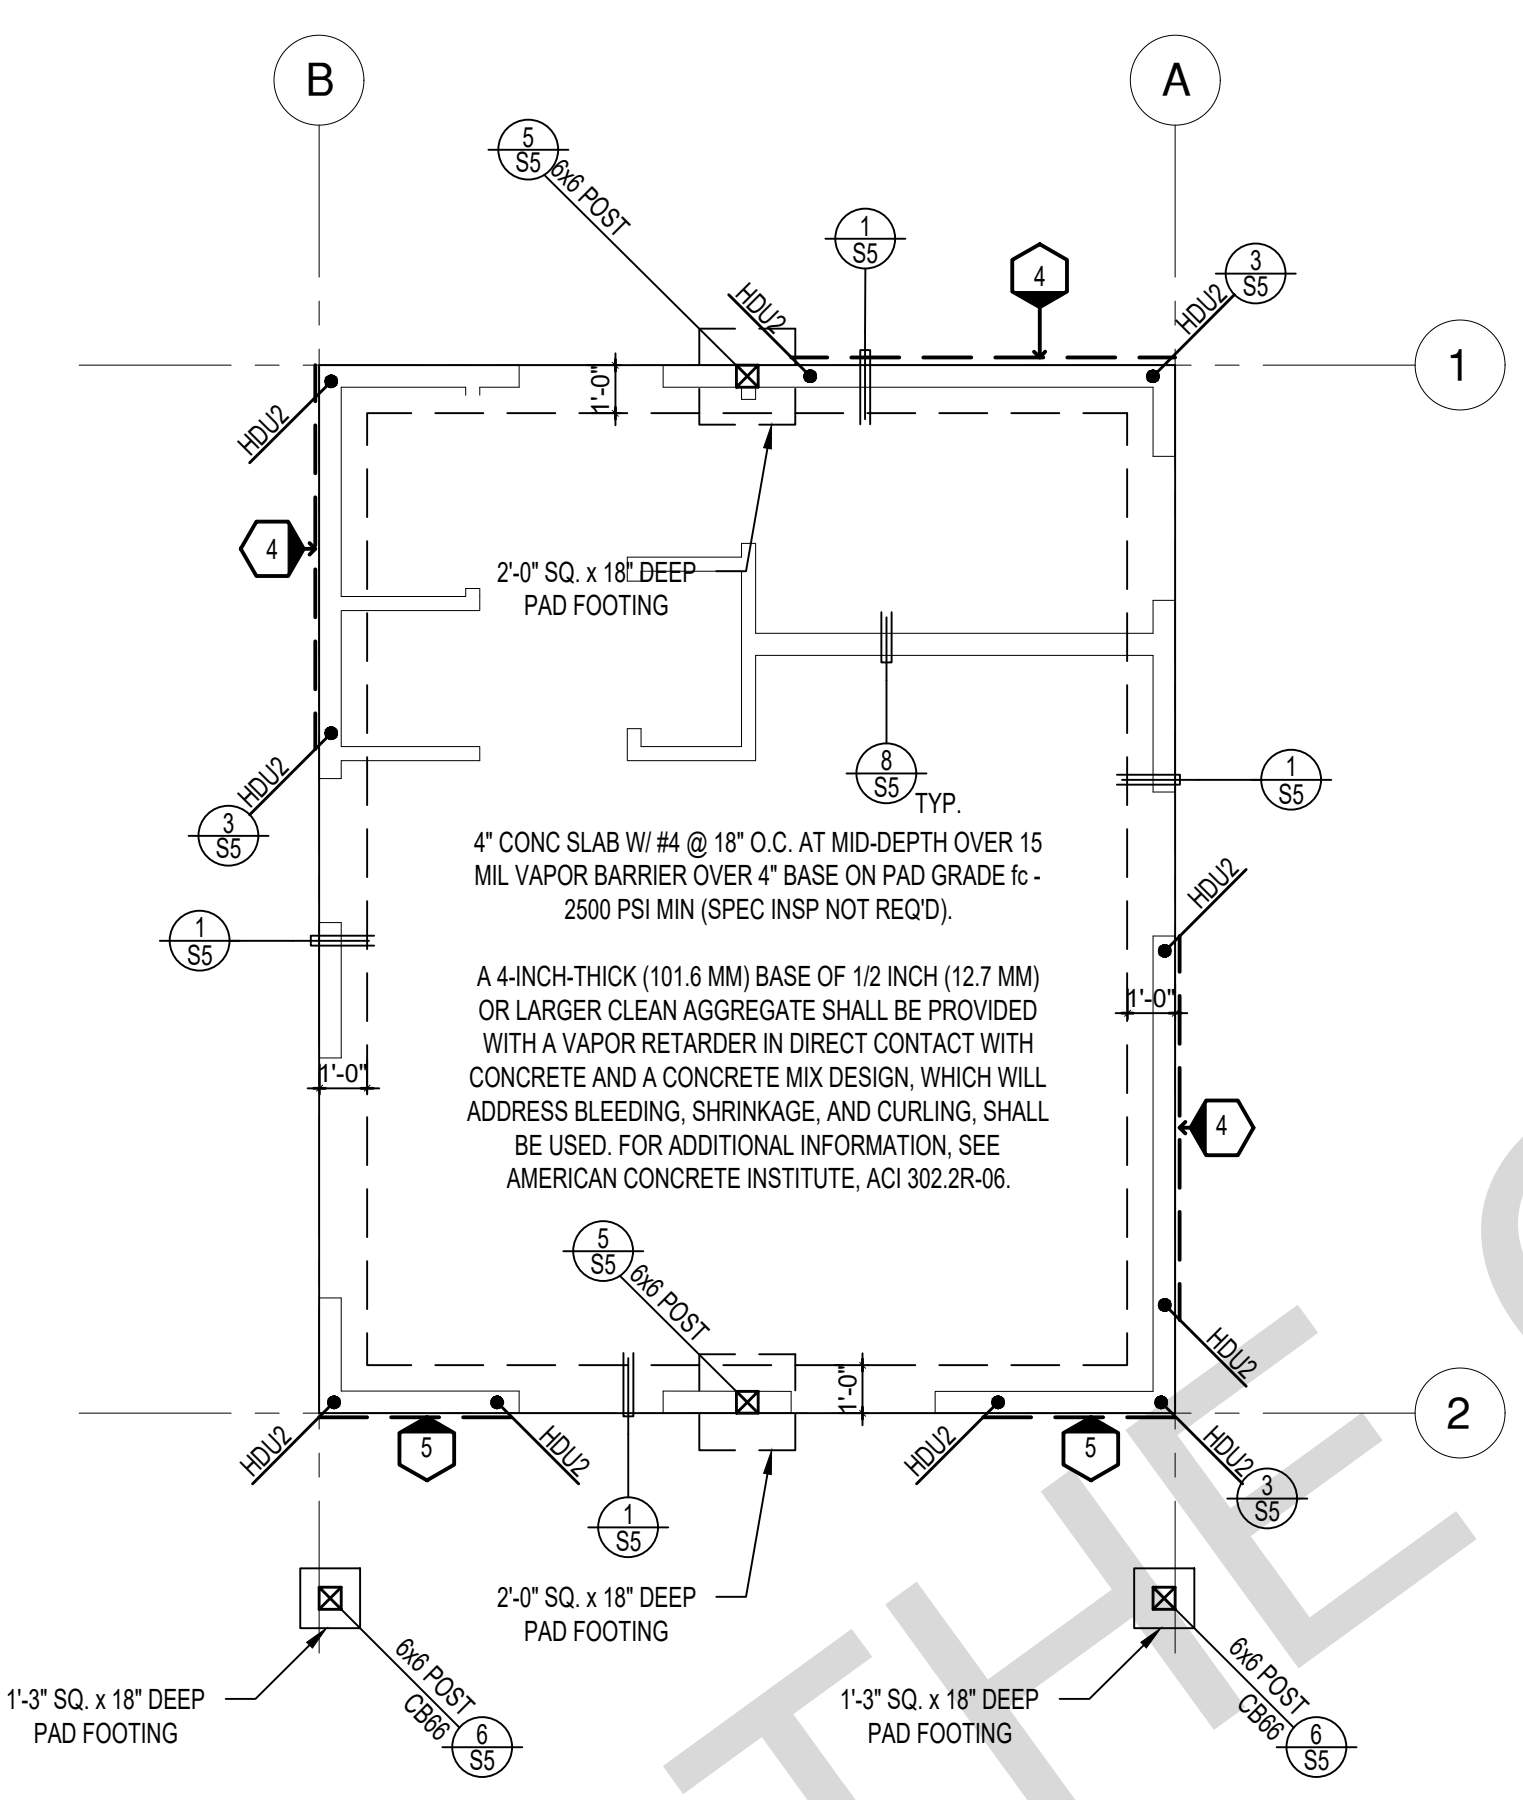 B
A
5
S5
6x6 POST
1
S5
4
3
S5
HDU2
HDU2
1
1'-0"
HDU2
4
2'-0" SQ. x 18" DEEP
PAD FOOTING
HDU2
3
S5
8
S5
TYP.
1
S5
4" CONC SLAB W/ #4 @ 18" O.C. AT MID-DEPTH OVER 15
MIL VAPOR BARRIER OVER 4" BASE ON PAD GRADE fc -
2500 PSI MIN (SPEC INSP NOT REQ'D).
HDU2
1
S5
A 4-INCH-THICK (101.6 MM) BASE OF 1/2 INCH (12.7 MM)
OR LARGER CLEAN AGGREGATE SHALL BE PROVIDED
WITH A VAPOR RETARDER IN DIRECT CONTACT WITH
CONCRETE AND A CONCRETE MIX DESIGN, WHICH WILL
ADDRESS BLEEDING, SHRINKAGE, AND CURLING, SHALL
BE USED. FOR ADDITIONAL INFORMATION, SEE
AMERICAN CONCRETE INSTITUTE, ACI 302.2R-06.
1'-0"
1'-0"
4
5
S5
6x6 POST
1'-0"
HDU2
2
HDU2
5
HDU2
HDU2
5
HDU2
3
S5
1
S5
2'-0" SQ. x 18" DEEP
PAD FOOTING
1'-3" SQ. x 18" DEEP
PAD FOOTING
6x6 POST
CB66
6
S5
1'-3" SQ. x 18" DEEP
PAD FOOTING
6x6 POST
CB66
6
S5
THE